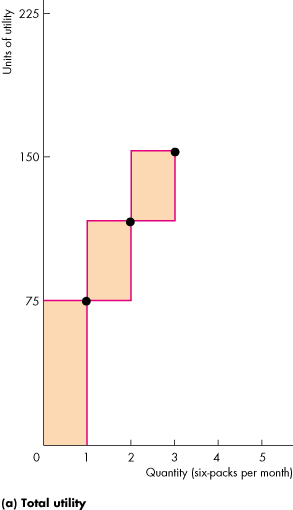 Units of utility
225
150
75
0 1 2 3 4 5
Quantity (six-packs per month)
(a) Total utility